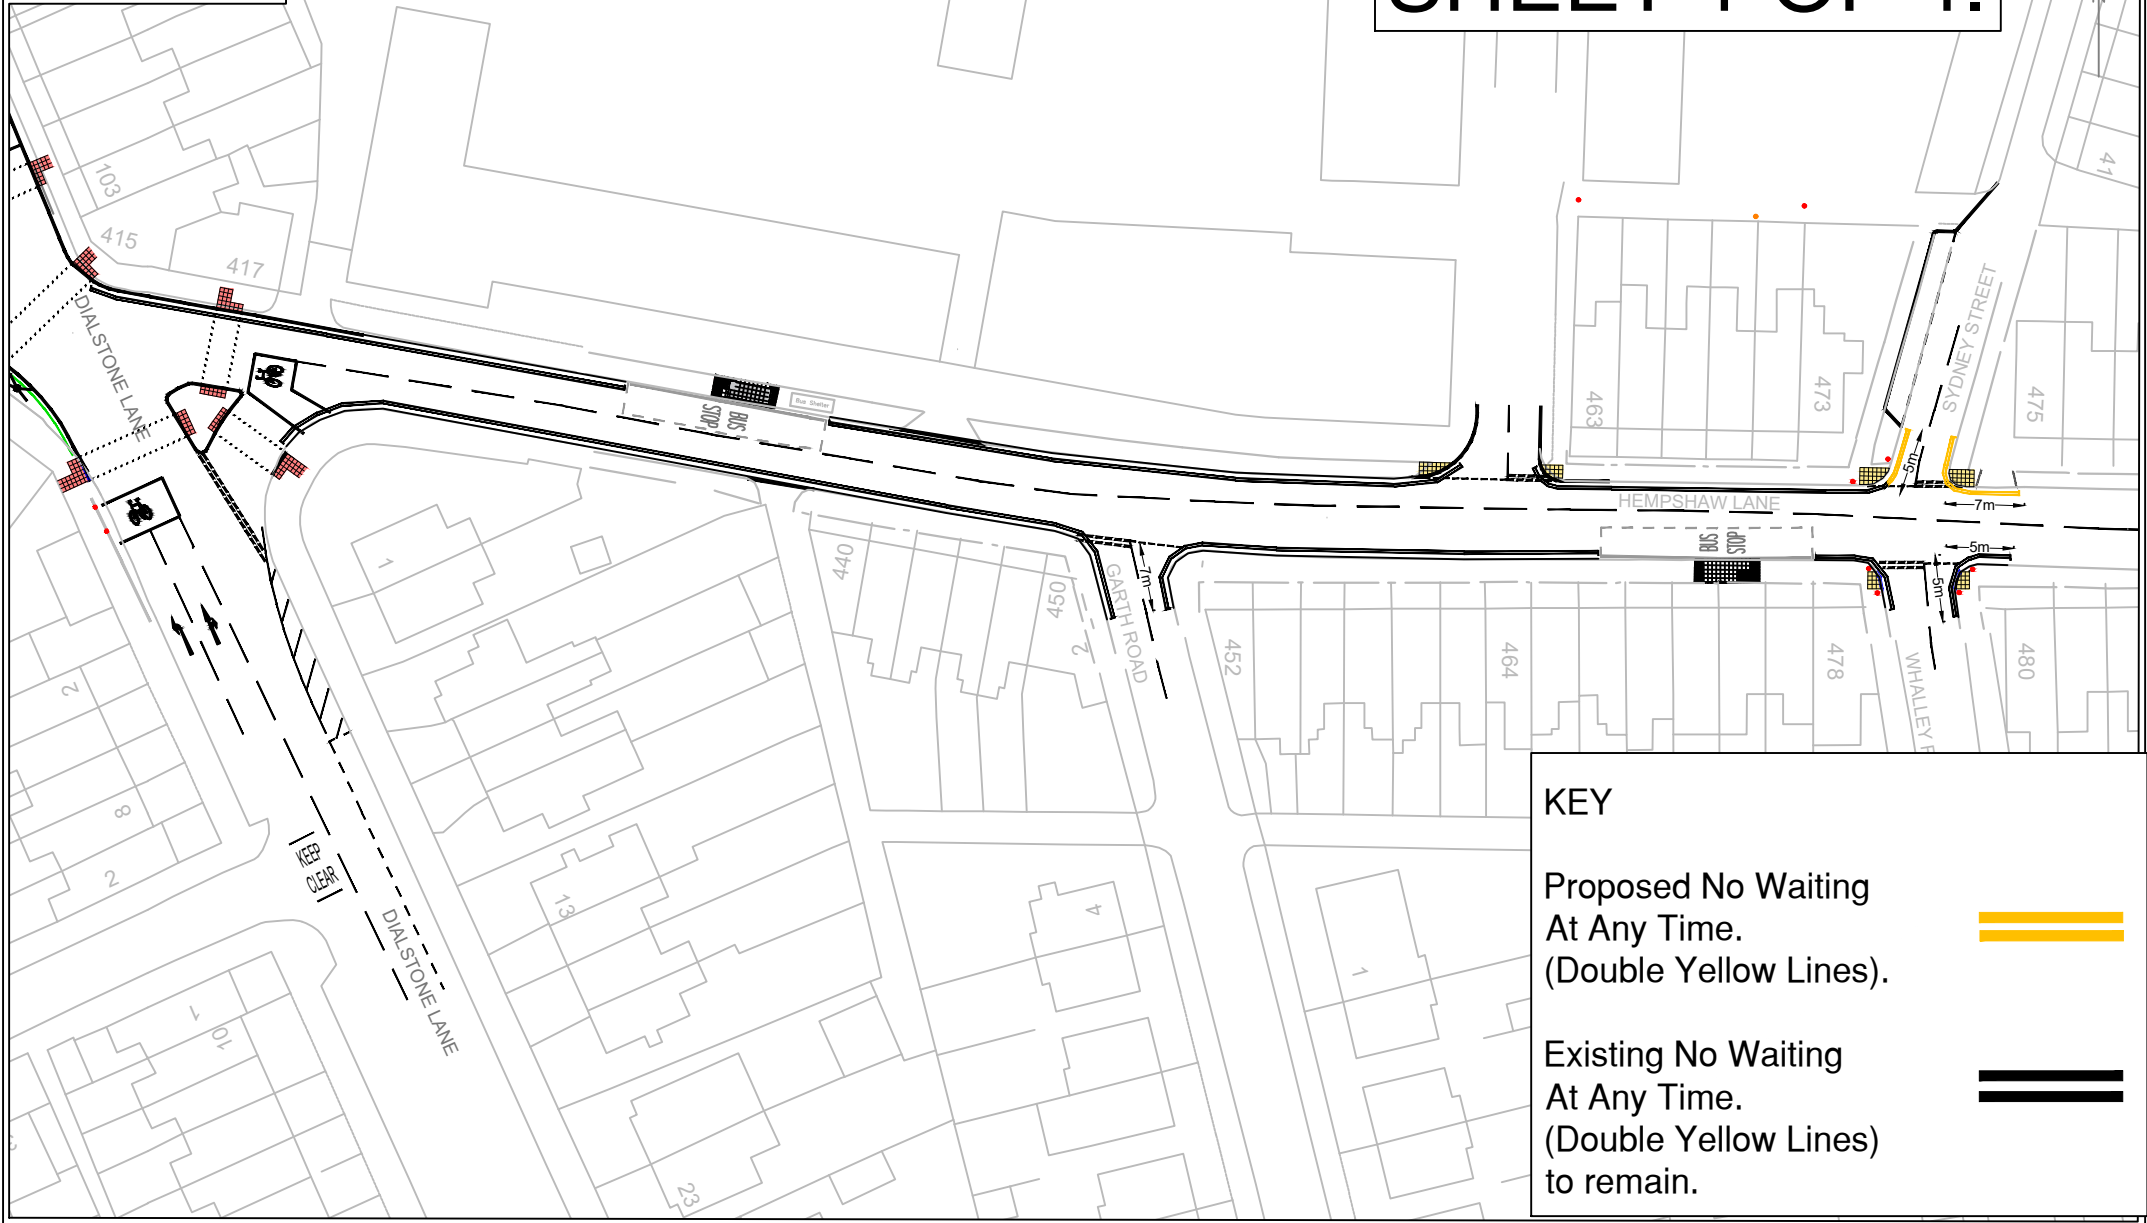 103
415
417
DIALSTONE LANE
BUS
STOP
Bus Shelter
463
473
SYDNEY STREET
475
41
5m
7m
HEMPSHAW LANE
BUS
STOP
5m
5m
440
450
2
GARTH ROAD
7m
452
464
478
WHALLEY
480
1
2
8
2
KEEP
CLEAR
DIALSTONE LANE
13
4
1
1
10
23
KEY
Proposed No Waiting
At Any Time.
(Double Yellow Lines).
Existing No Waiting
At Any Time.
(Double Yellow Lines)
to remain.